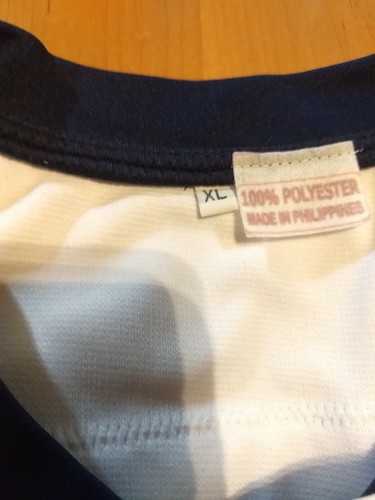 XL
100% POLYESTER
MADE IN PHILIPPINES